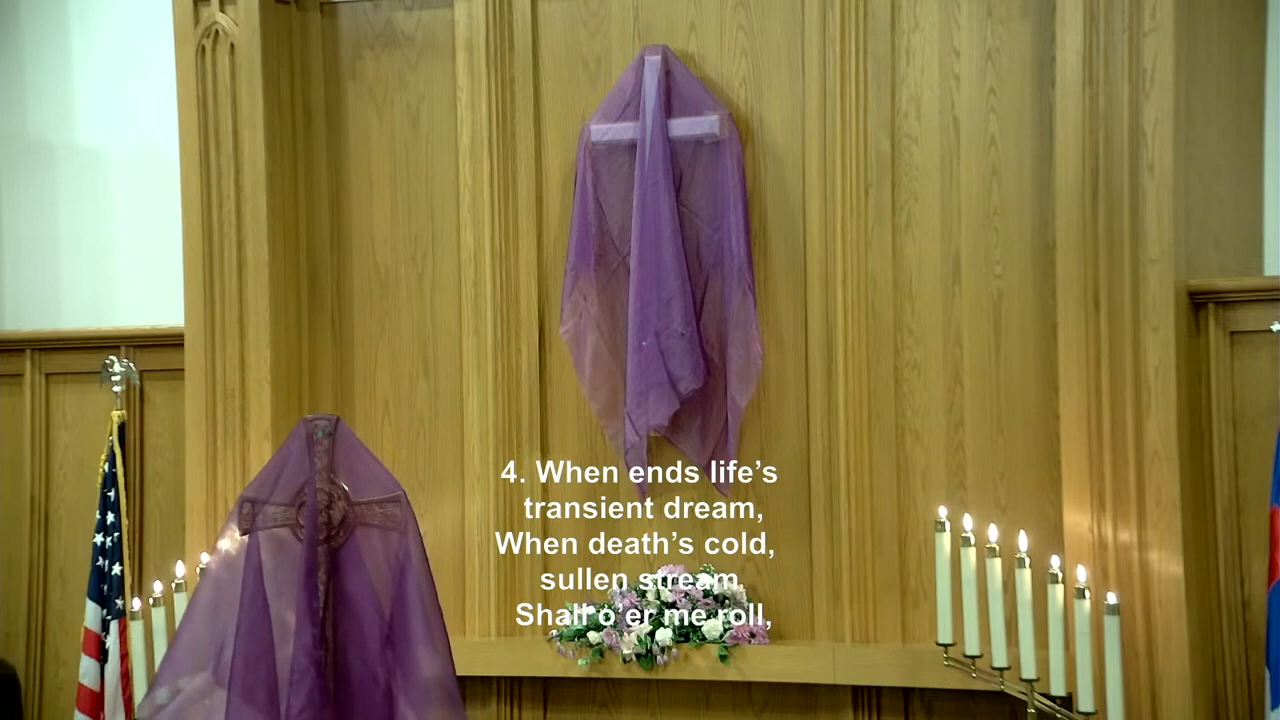 4. When ends life’s
transient dream,
When death’s cold,
sullen stream
Shall o’er me roll,